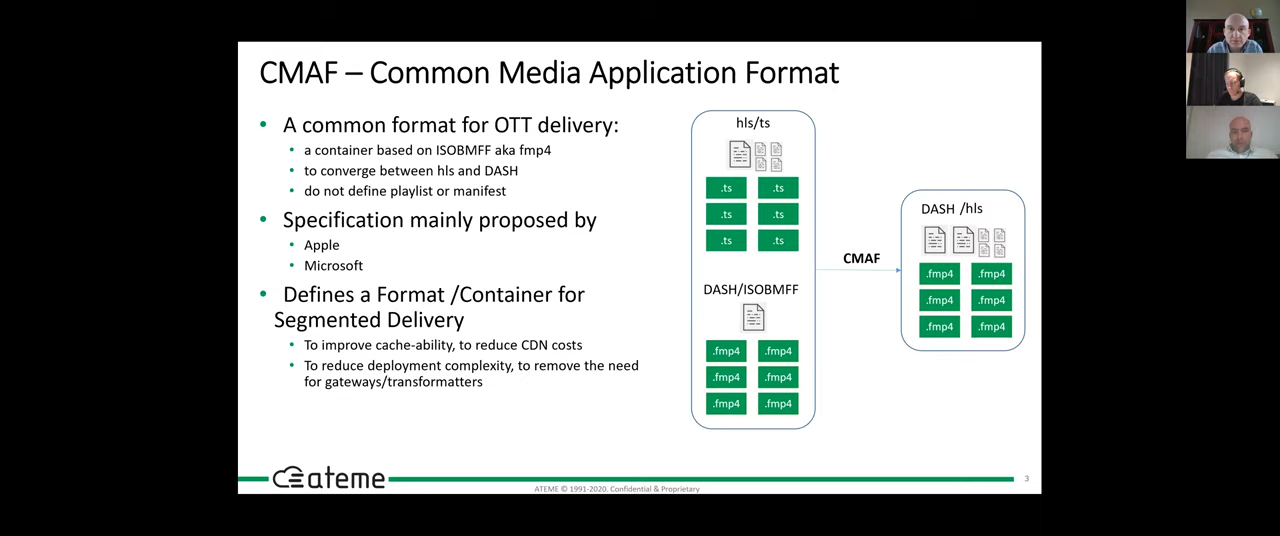 CMAF – Common Media Application Format
• A common format for OTT delivery:
• a container based on ISOBMFF aka fmp4
• to converge between hls and DASH
• do not define playlist or manifest
• Specification mainly proposed by
• Apple
• Microsoft
• Defines a Format /Container for
Segmented Delivery
• To improve cache-ability, to reduce CDN costs
• To reduce deployment complexity, to remove the need
for gateways/transformatters
hls/ts
.ts .ts
.ts .ts
.ts .ts
DASH/ISOBMFF
.fmp4 .fmp4
.fmp4 .fmp4
.fmp4 .fmp4
CMAF
DASH /hls
.fmp4 .fmp4
.fmp4 .fmp4
.fmp4 .fmp4
ateme
ATEME © 1991-2020. Confidential & Proprietary
3